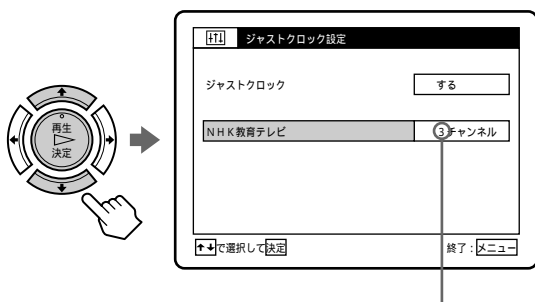 ジャストクロック設定
ジャストクロック する
NHK教育テレビ 3チャンネル
再生
決定
↑↓で選択して決定 終了:メニュー